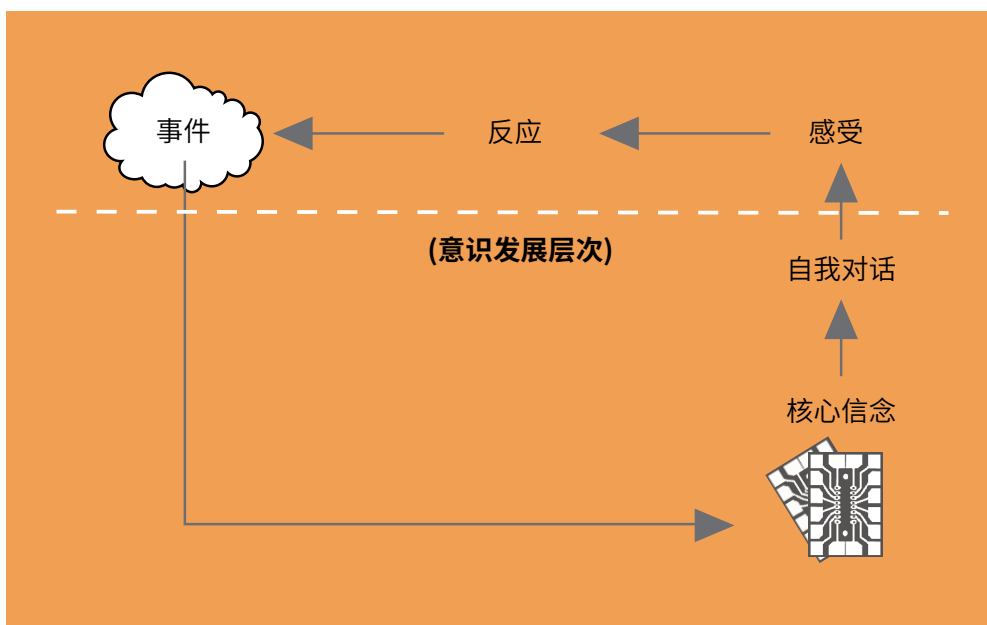 事件
反应
感受
(意识发展层次)
自我对话
核心信念